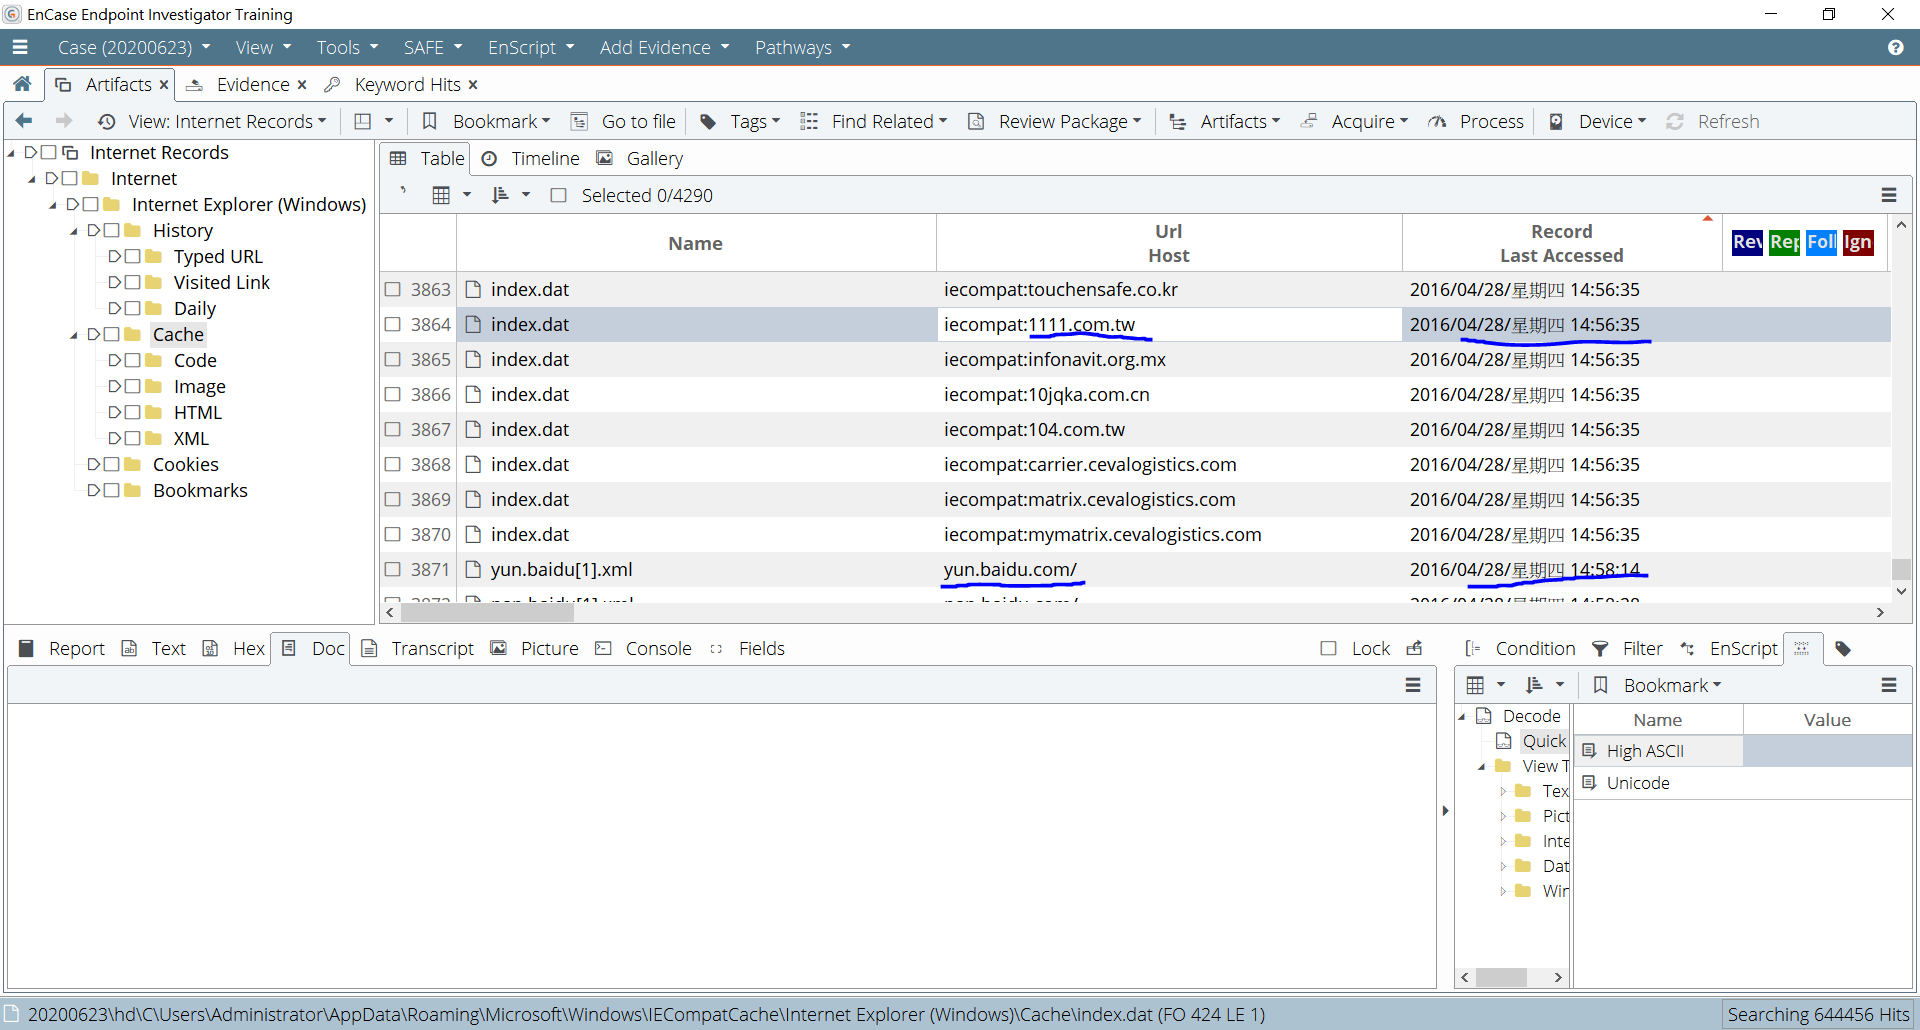 EnCase Endpoint Investigator Training
Case (20200623) View Tools SAFE EnScript Add Evidence Pathways
Artifacts Evidence Keyword Hits
View: Internet Records Bookmark Go to file Tags Find Related Review Package Artifacts Acquire Process Device Refresh
Internet Records
Internet
Internet Explorer (Windows)
History
Typed URL
Visited Link
Daily
Cache
Code
Image
HTML
XML
Cookies
Bookmarks
Table Timeline Gallery
Selected 0/4290
Name Url Host Record Last Accessed Rev Rep Foll Ign
3863 index.dat iecompat:touchensafe.co.kr 2016/04/28/星期四 14:56:35
3864 index.dat iecompat:1111.com.tw 2016/04/28/星期四 14:56:35
3865 index.dat iecompat:infonavit.org.mx 2016/04/28/星期四 14:56:35
3866 index.dat iecompat:10jqka.com.cn 2016/04/28/星期四 14:56:35
3867 index.dat iecompat:104.com.tw 2016/04/28/星期四 14:56:35
3868 index.dat iecompat:carrier.cevalogistics.com 2016/04/28/星期四 14:56:35
3869 index.dat iecompat:matrix.cevalogistics.com 2016/04/28/星期四 14:56:35
3870 index.dat iecompat:mymatrix.cevalogistics.com 2016/04/28/星期四 14:56:35
3871 yun.baidu[1].xml yun.baidu.com/ 2016/04/28/星期四 14:58:14
Report Text Hex Doc Transcript Picture Console Fields Lock
Condition Filter EnScript
Bookmark
Decode
Quick
View T
Tex
Pict
Inte
Dat
Wir
Name Value
High ASCII
Unicode
20200623\hd\C\Users\Administrator\AppData\Roaming\Microsoft\Windows\IECompatCache\Internet Explorer (Windows)\Cache\index.dat (FO 424 LE 1)
Searching 644456 Hits